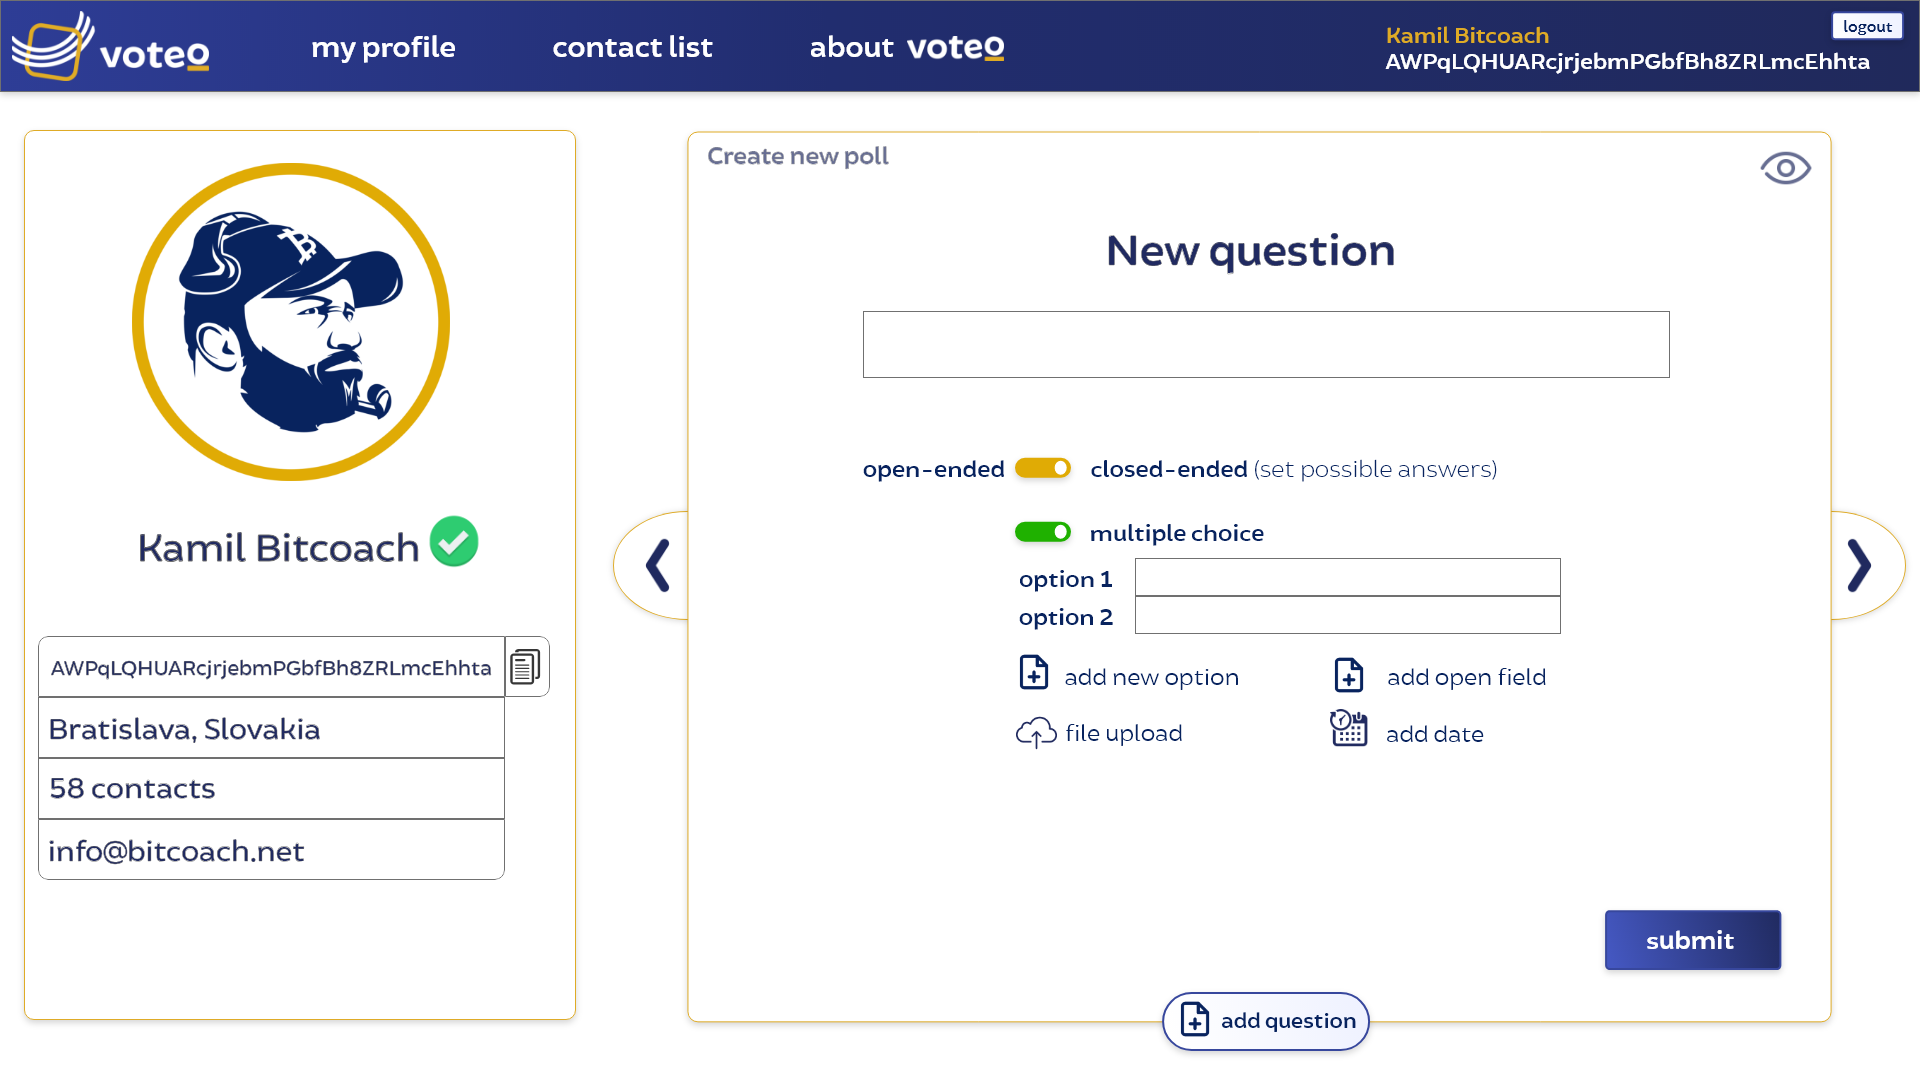 voteo
my profile
contact list
about voteo
Kamil Bitcoach
AWPqLQHUARcjrjebmPGbfBh8ZRLmcEhhta
logout
Kamil Bitcoach
AWPqLQHUARcjrjebmPGbfBh8ZRLmcEhhta
Bratislava, Slovakia
58 contacts
info@bitcoach.net
Create new poll
New question
open-ended closed-ended (set possible answers)
multiple choice
option 1
option 2
add new option
add open field
file upload
add date
submit
add question